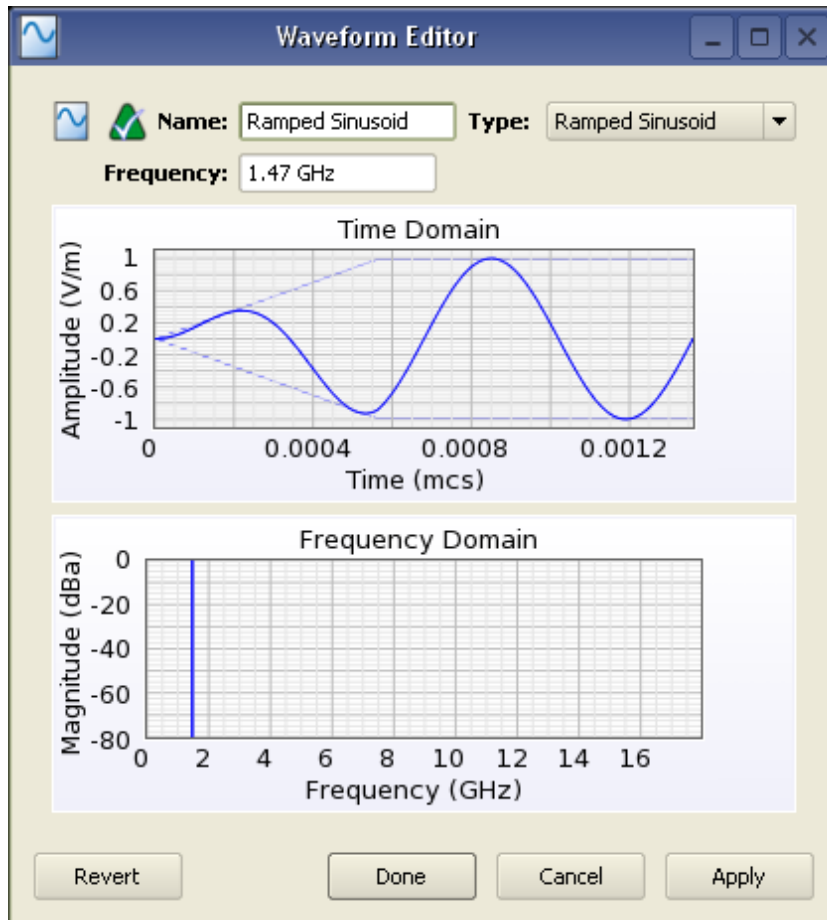 Waveform Editor
Name: Ramped Sinusoid Type: Ramped Sinusoid
Frequency: 1.47 GHz
Time Domain
Amplitude (V/m)
1
0.6
0.2
-0.2
-0.6
-1
0 0.0004 0.0008 0.0012
Time (mcs)
Frequency Domain
Magnitude (dBa)
0
-20
-40
-60
-80
0 2 4 6 8 10 12 14 16
Frequency (GHz)
Revert Done Cancel Apply